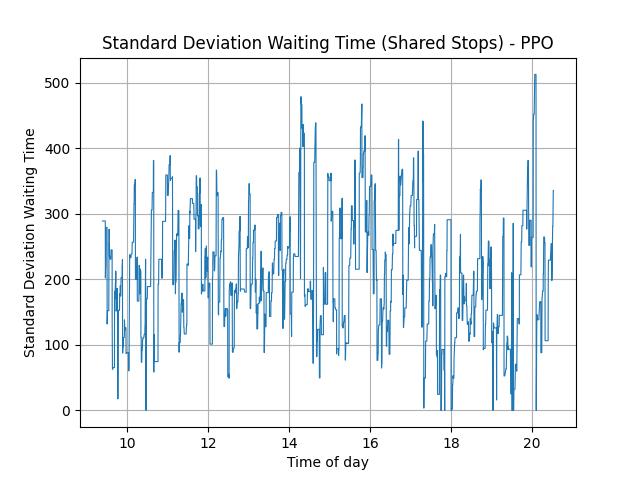 Standard Deviation Waiting Time (Shared Stops) - PPO
Standard Deviation Waiting Time
500
400
300
200
100
0
10 12 14 16 18 20
Time of day